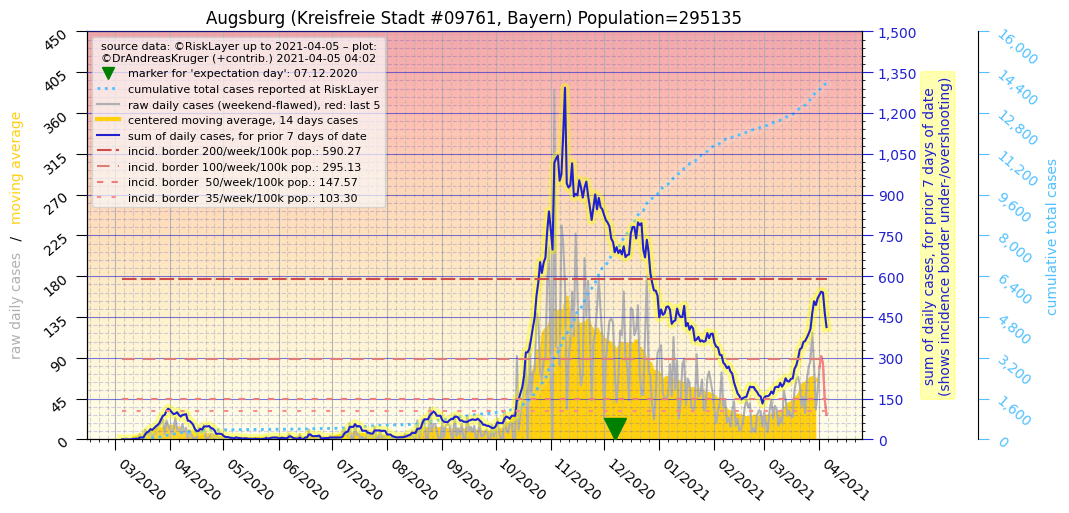 Augsburg (Kreisfreie Stadt #09761, Bayern) Population=295135
source data: ©RiskLayer up to 2021-04-05 – plot:
©DrAndreasKruger (+contrib.) 2021-04-05 04:02
marker for 'expectation day': 07.12.2020
cumulative total cases reported at RiskLayer
raw daily cases (weekend-flawed), red: last 5
centered moving average, 14 days cases
sum of daily cases, for prior 7 days of date
incid. border 200/week/100k pop.: 590.27
incid. border 100/week/100k pop.: 295.13
incid. border  50/week/100k pop.: 147.57
incid. border  35/week/100k pop.: 103.30
raw daily cases  /  moving average
450
405
360
315
270
225
180
135
90
45
0
03/2020
04/2020
05/2020
06/2020
07/2020
08/2020
09/2020
10/2020
11/2020
12/2020
01/2021
02/2021
03/2021
04/2021
1,500
1,350
1,200
1,050
900
750
600
450
300
150
0
sum of daily cases, for prior 7 days of date
(shows incidence border under-/overshooting)
16,000
14,400
12,800
11,200
9,600
8,000
6,400
4,800
3,200
1,600
0
cumulative total cases